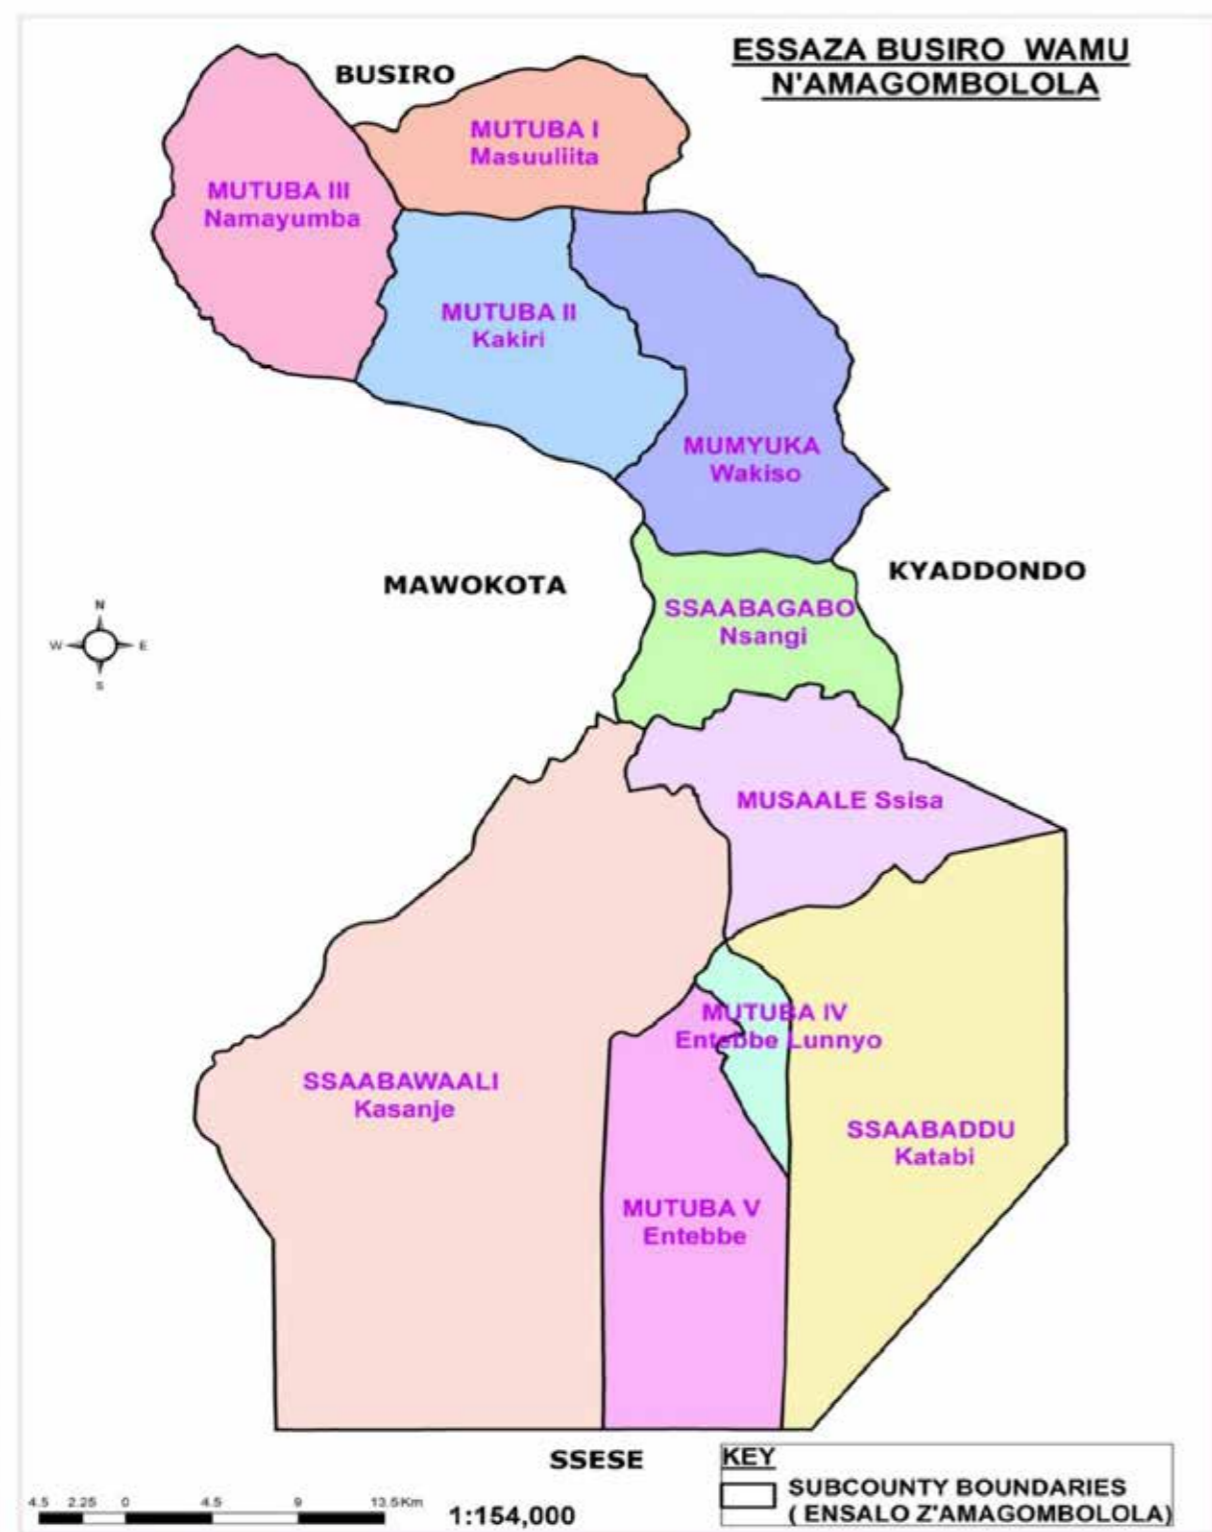 ESSAZA BUSIRO WAMU
N'AMAGOMBOLOLA
BUSIRO
MUTUBA I
Masuuliita
MUTUBA III
Namayumba
MUTUBA II
Kakiri
MUMYUKA
Wakiso
MAWOKOTA
KYADDONDO
SSAABAGABO
Nsangi
N
W E
S
MUSAALE Ssisa
MUTUBA IV
Entebbe Lunnyo
SSAABAWAALI
Kasanje
SSAABADDU
Katabi
MUTUBA V
Entebbe
SSESE
KEY
SUBCOUNTY BOUNDARIES
( ENSALO Z'AMAGOMBOLOLA)
4.5 2.25 0 4.5 9 13.5 Km
1:154,000